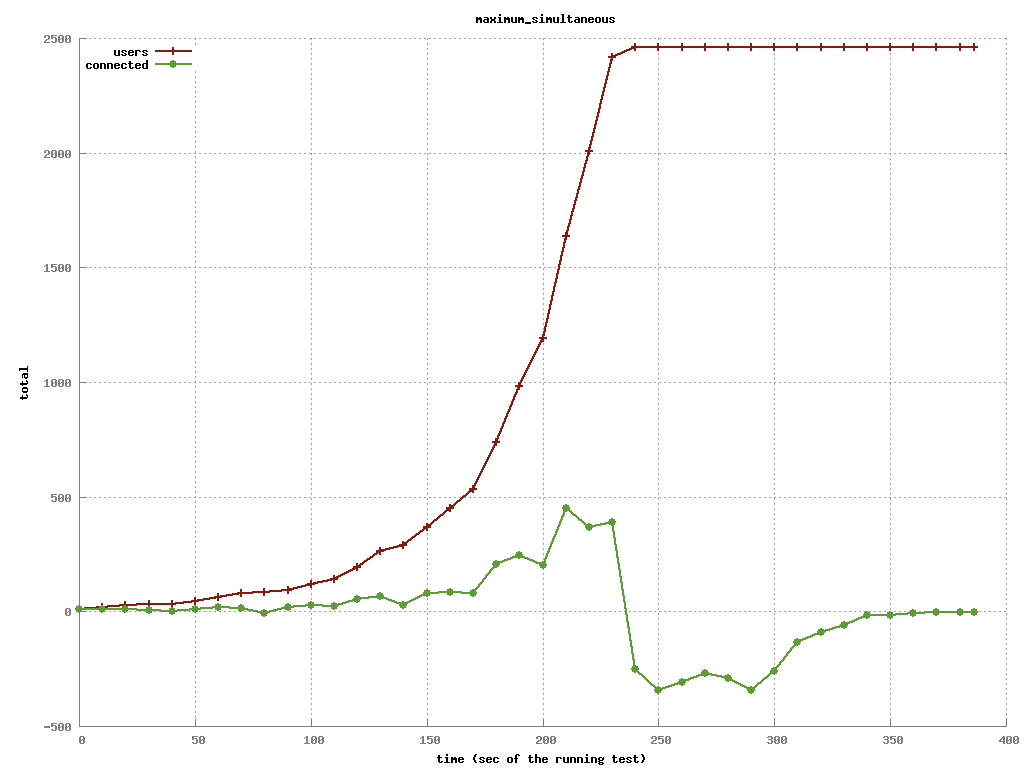 maximum_simultaneous
users
connected
2500
2000
1500
1000
500
0
-500
total
0 50 100 150 200 250 300 350 400
time (sec of the running test)